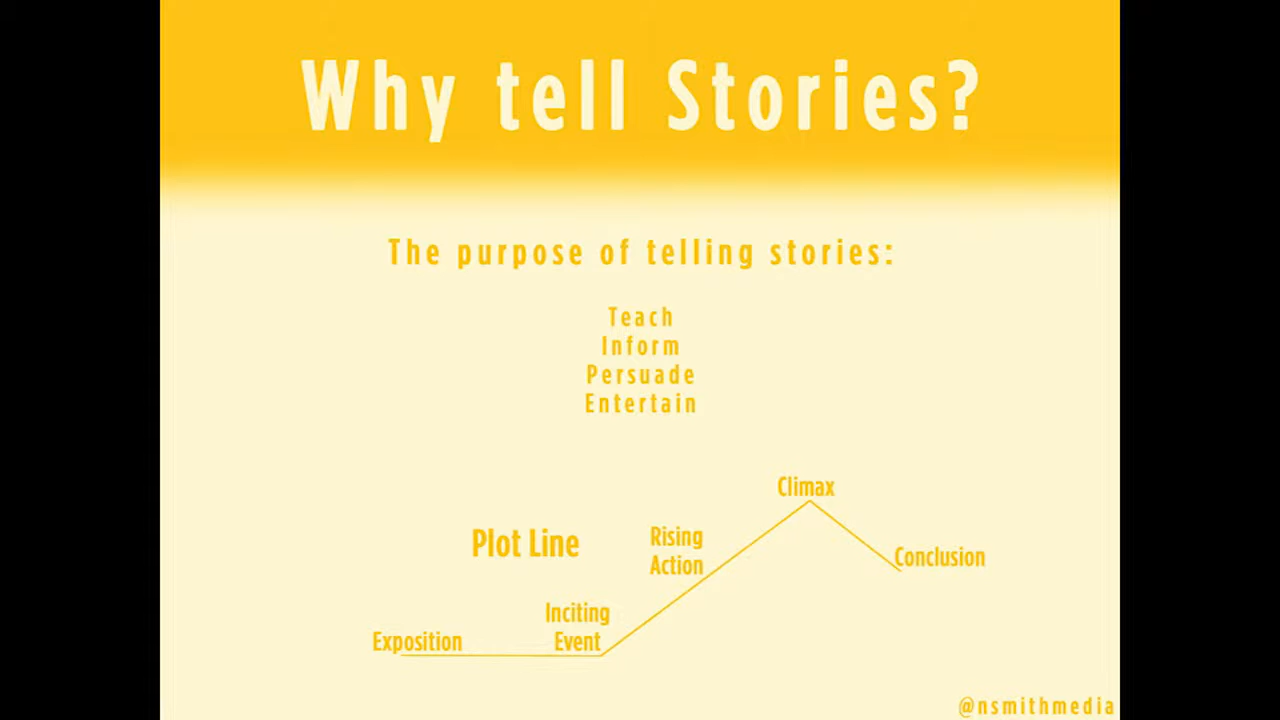 Why tell Stories?
The purpose of telling stories:
Teach
Inform
Persuade
Entertain
Climax
Plot Line
Rising
Action
Conclusion
Inciting
Event
Exposition
@nsmithmedia